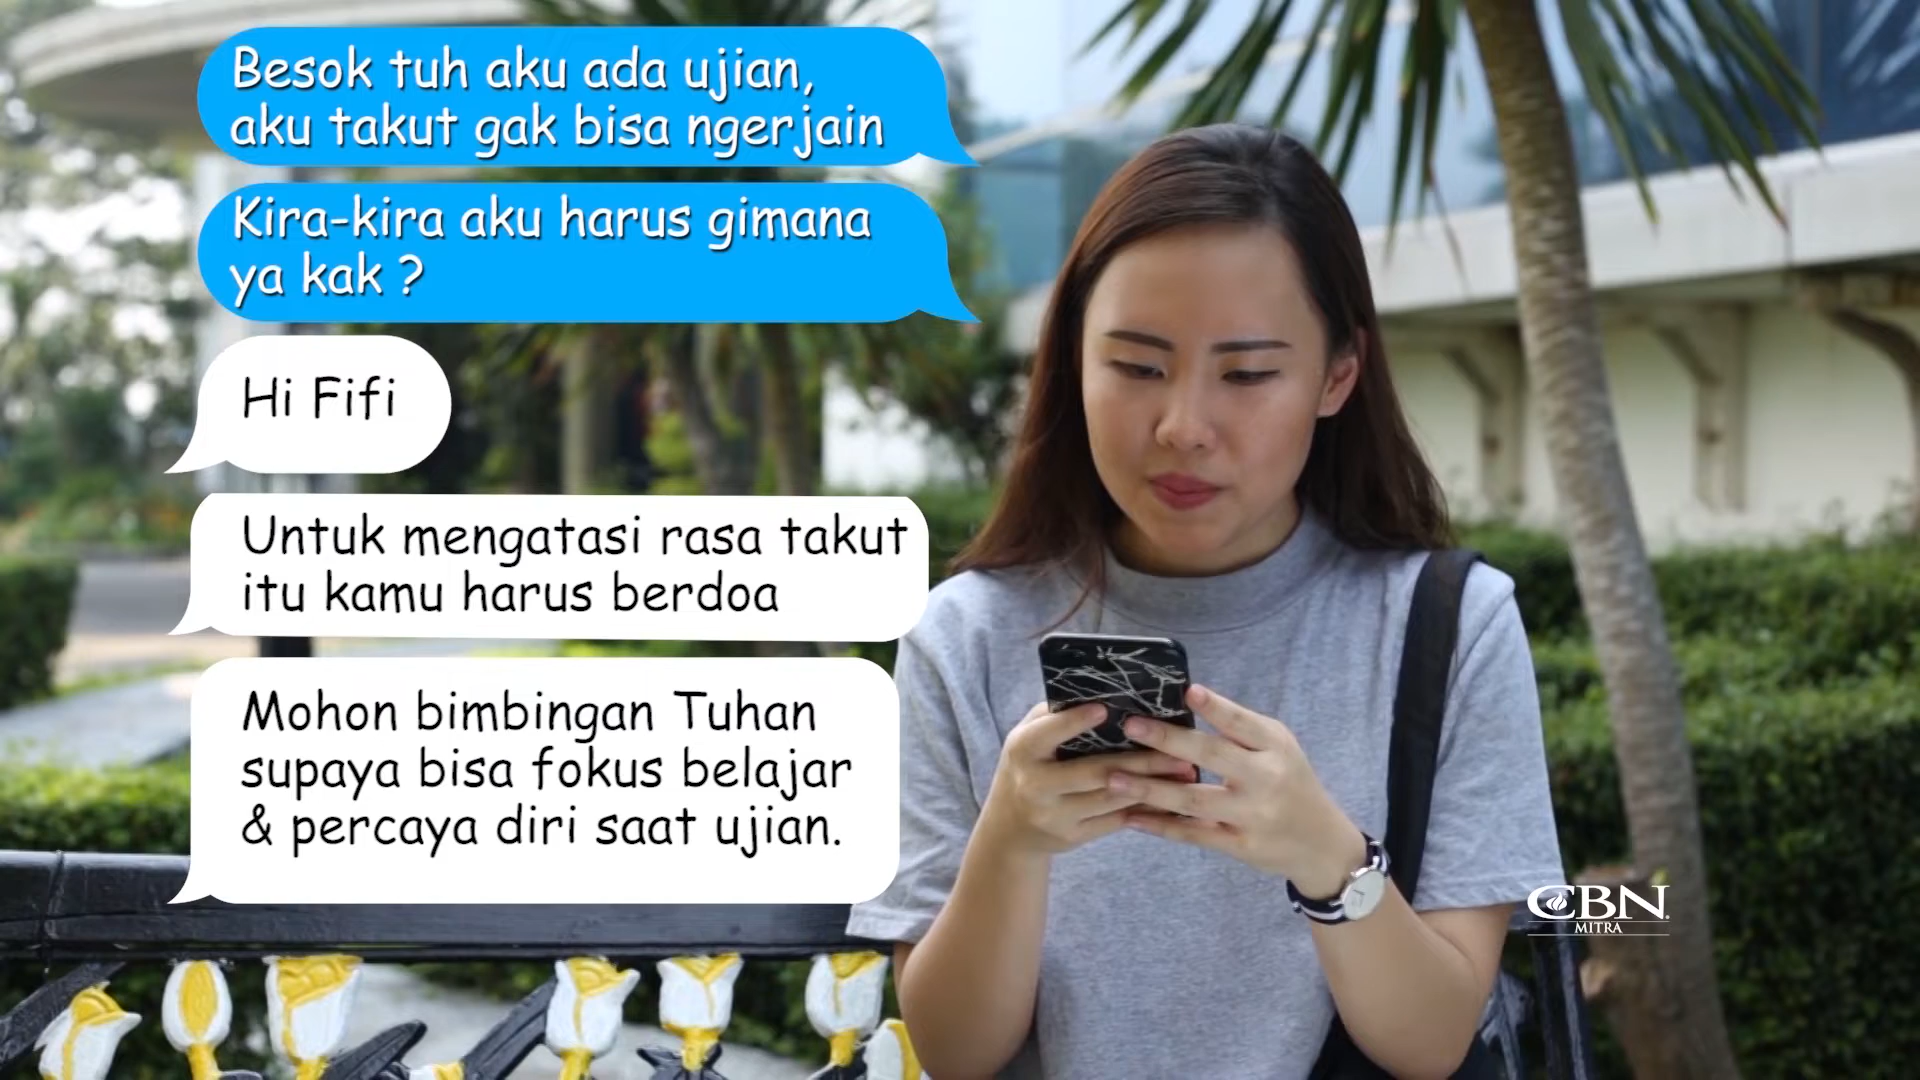 Besok tuh aku ada ujian,
aku takut gak bisa ngerjain
Kira-kira aku harus gimana
ya kak ?
Hi Fifi
Untuk mengatasi rasa takut
itu kamu harus berdoa
Mohon bimbingan Tuhan
supaya bisa fokus belajar
& percaya diri saat ujian.
CBN
MITRA